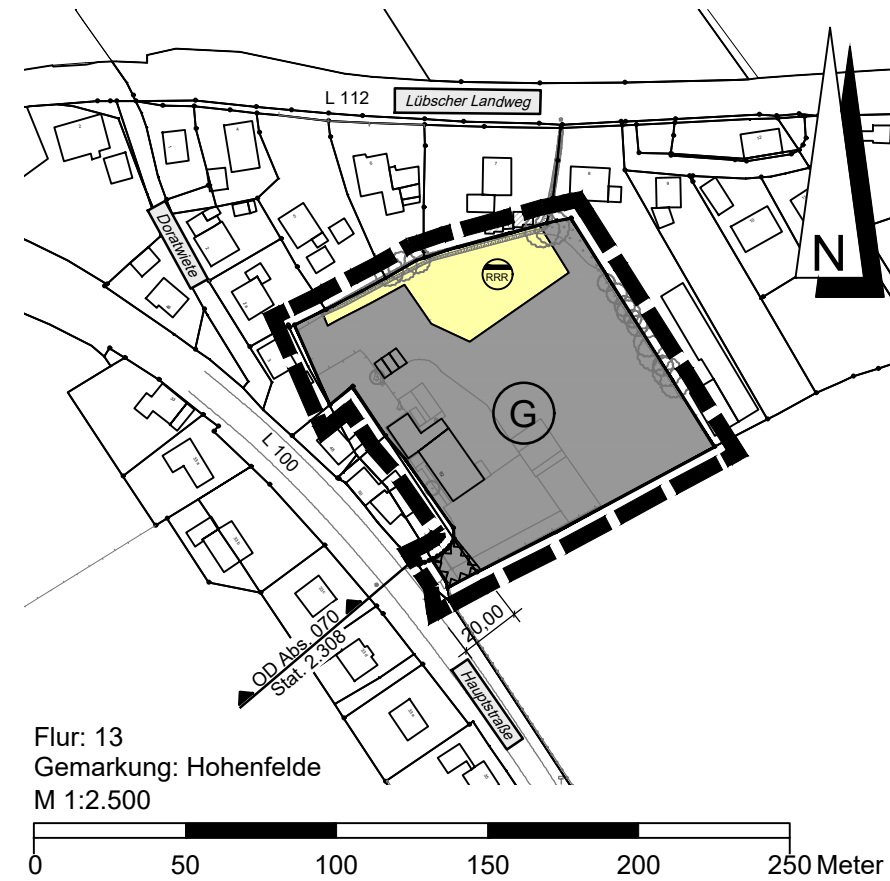 L 112
Lübscher Landweg
Doratwiete
RRR
N
G
L 100
OD Abs. 070
Stat. 2.308
20,00
Hauptstraße
Flur: 13
Gemarkung: Hohenfelde
M 1:2.500
0 50 100 150 200 250 Meter